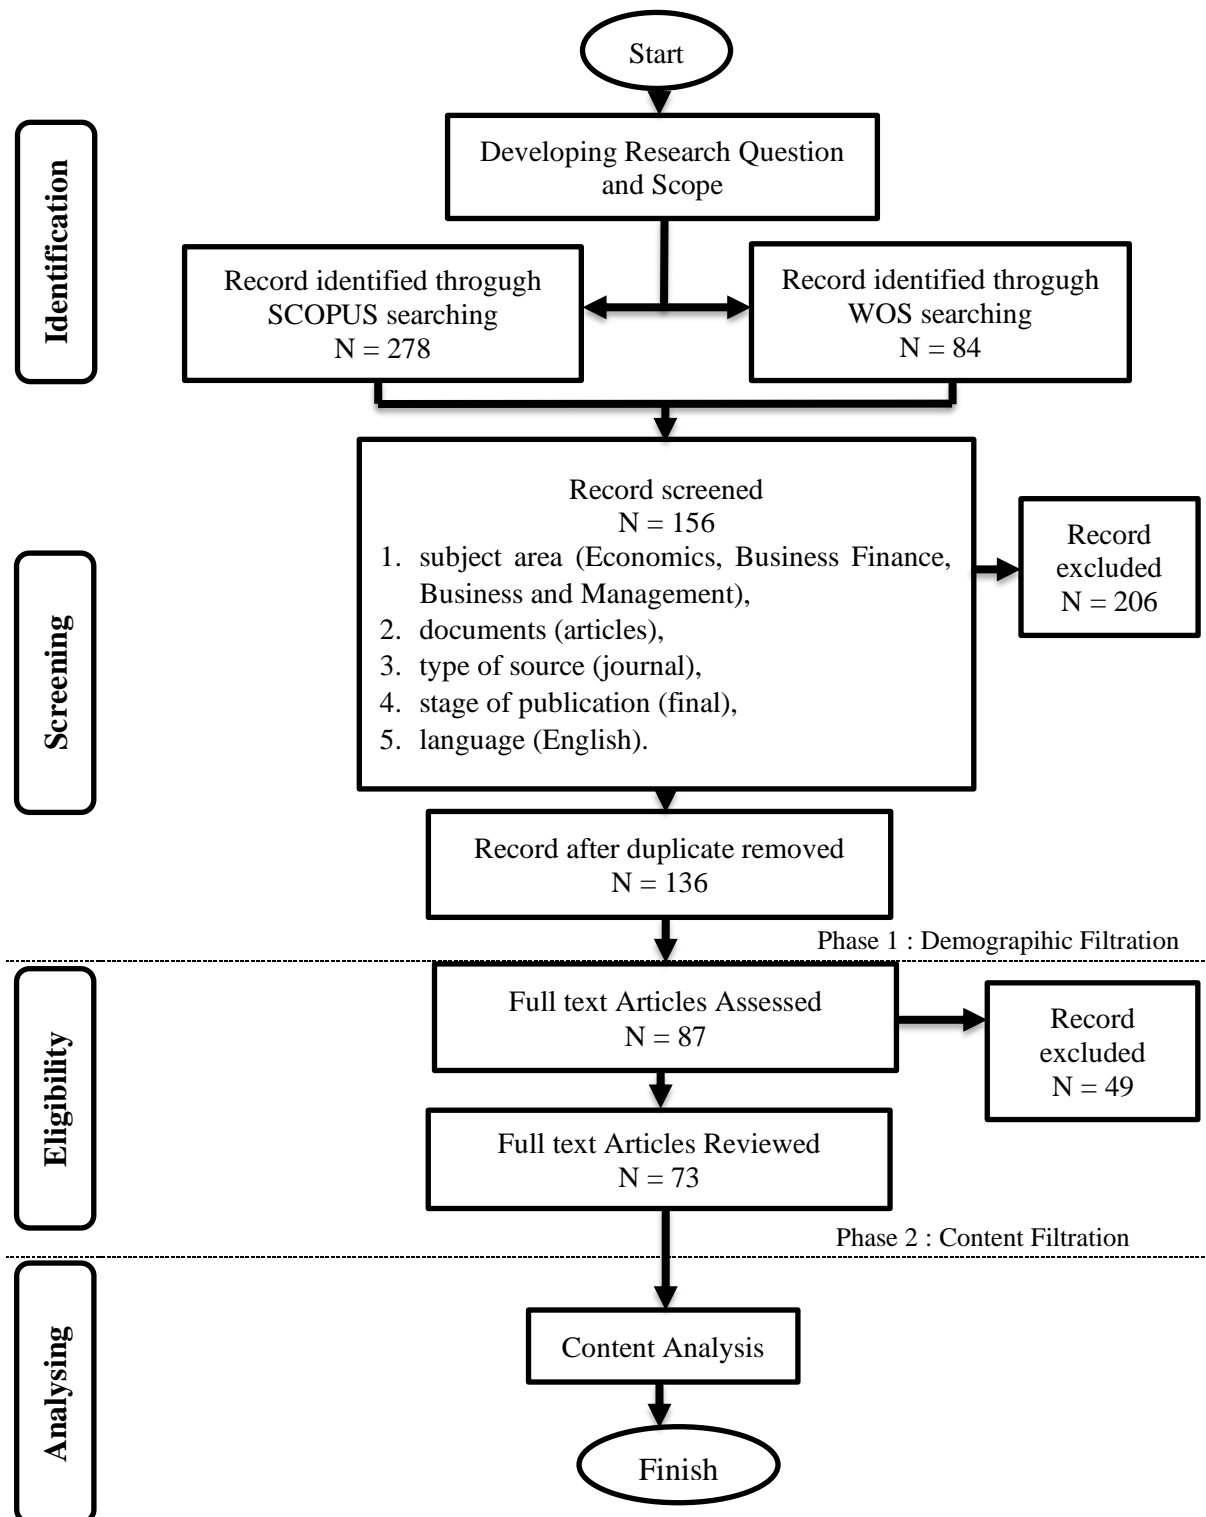 Start
Identification
Developing Research Question
and Scope
Record identified throgugh
SCOPUS searching
N = 278
Record identified throgugh
WOS searching
N = 84
Screening
Record screened
N = 156
1. subject area (Economics, Business Finance,
Business and Management),
2. documents (articles),
3. type of source (journal),
4. stage of publication (final),
5. language (English).
Record
excluded
N = 206
Record after duplicate removed
N = 136
Phase 1 : Demograpihic Filtration
Eligibility
Full text Articles Assessed
N = 87
Record
excluded
N = 49
Full text Articles Reviewed
N = 73
Phase 2 : Content Filtration
Analysing
Content Analysis
Finish